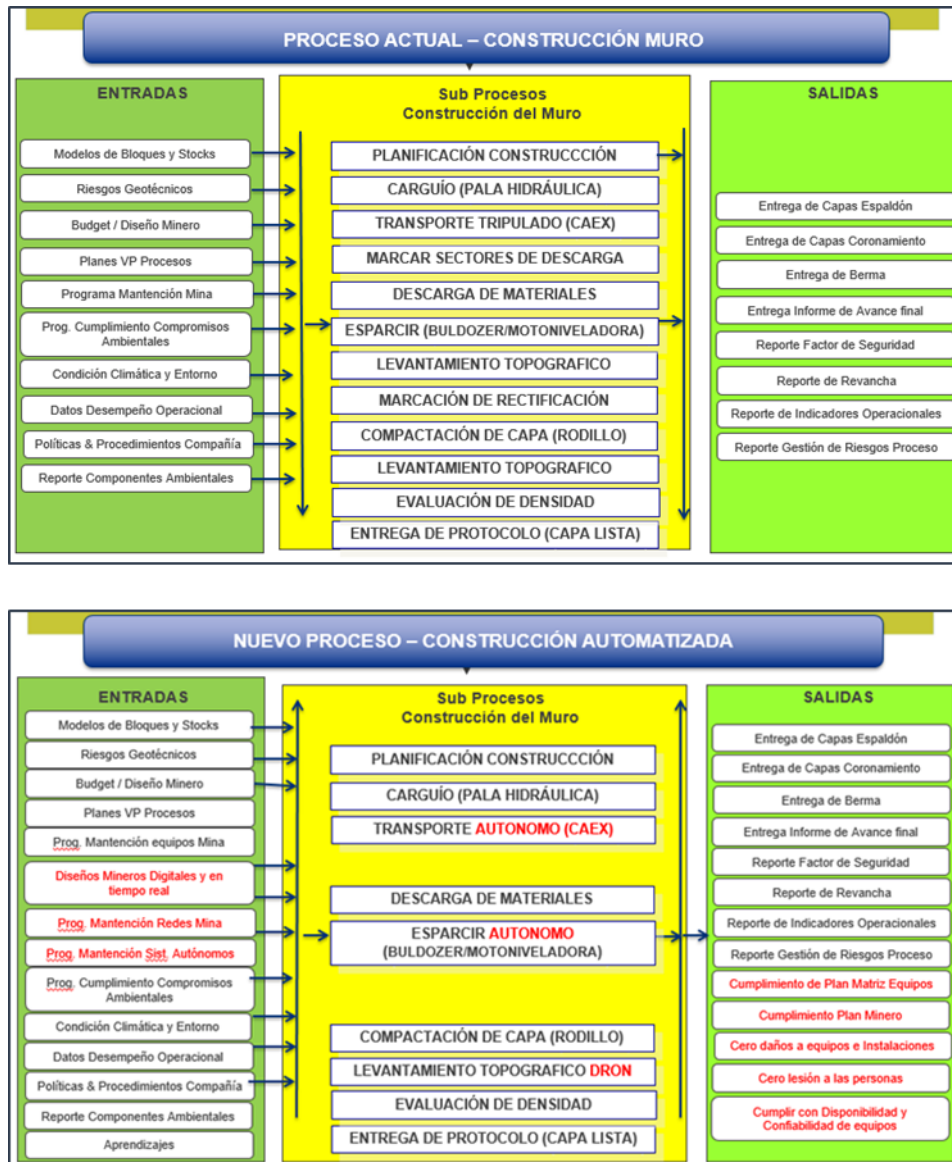 PROCESO ACTUAL – CONSTRUCCIÓN MURO
ENTRADAS
Modelos de Bloques y Stocks
Riesgos Geotécnicos
Budget / Diseño Minero
Planes VP Procesos
Programa Mantención Mina
Prog. Cumplimiento Compromisos
Ambientales
Condición Climática y Entorno
Datos Desempeño Operacional
Políticas & Procedimientos Compañía
Reporte Componentes Ambientales
Sub Procesos
Construcción del Muro
PLANIFICACIÓN CONSTRUCCCIÓN
CARGUÍO (PALA HIDRÁULICA)
TRANSPORTE TRIPULADO (CAEX)
MARCAR SECTORES DE DESCARGA
DESCARGA DE MATERIALES
ESPARCIR (BULDOZER/MOTONIVELADORA)
LEVANTAMIENTO TOPOGRAFICO
MARCACIÓN DE RECTIFICACIÓN
COMPACTACIÓN DE CAPA (RODILLO)
LEVANTAMIENTO TOPOGRAFICO
EVALUACIÓN DE DENSIDAD
ENTREGA DE PROTOCOLO (CAPA LISTA)
SALIDAS
Entrega de Capas Espaldón
Entrega de Capas Coronamiento
Entrega de Berma
Entrega Informe de Avance final
Reporte Factor de Seguridad
Reporte de Revancha
Reporte de Indicadores Operacionales
Reporte Gestión de Riesgos Proceso
NUEVO PROCESO – CONSTRUCCIÓN AUTOMATIZADA
ENTRADAS
Modelos de Bloques y Stocks
Riesgos Geotécnicos
Budget / Diseño Minero
Planes VP Procesos
Prog. Mantención equipos Mina
Diseños Mineros Digitales y en
tiempo real
Prog. Mantención Redes Mina
Prog. Mantención Sist. Autónomos
Prog. Cumplimiento Compromisos
Ambientales
Condición Climática y Entorno
Datos Desempeño Operacional
Políticas & Procedimientos Compañía
Reporte Componentes Ambientales
Aprendizajes
Sub Procesos
Construcción del Muro
PLANIFICACIÓN CONSTRUCCCIÓN
CARGUÍO (PALA HIDRÁULICA)
TRANSPORTE AUTONOMO (CAEX)
DESCARGA DE MATERIALES
ESPARCIR AUTONOMO
(BULDOZER/MOTONIVELADORA)
COMPACTACIÓN DE CAPA (RODILLO)
LEVANTAMIENTO TOPOGRAFICO DRON
EVALUACIÓN DE DENSIDAD
ENTREGA DE PROTOCOLO (CAPA LISTA)
SALIDAS
Entrega de Capas Espaldón
Entrega de Capas Coronamiento
Entrega de Berma
Entrega Informe de Avance final
Reporte Factor de Seguridad
Reporte de Revancha
Reporte de Indicadores Operacionales
Reporte Gestión de Riesgos Proceso
Cumplimiento de Plan Matriz Equipos
Cumplimiento Plan Minero
Cero daños a equipos e Instalaciones
Cero lesión a las personas
Cumplir con Disponibilidad y
Confiabilidad de equipos